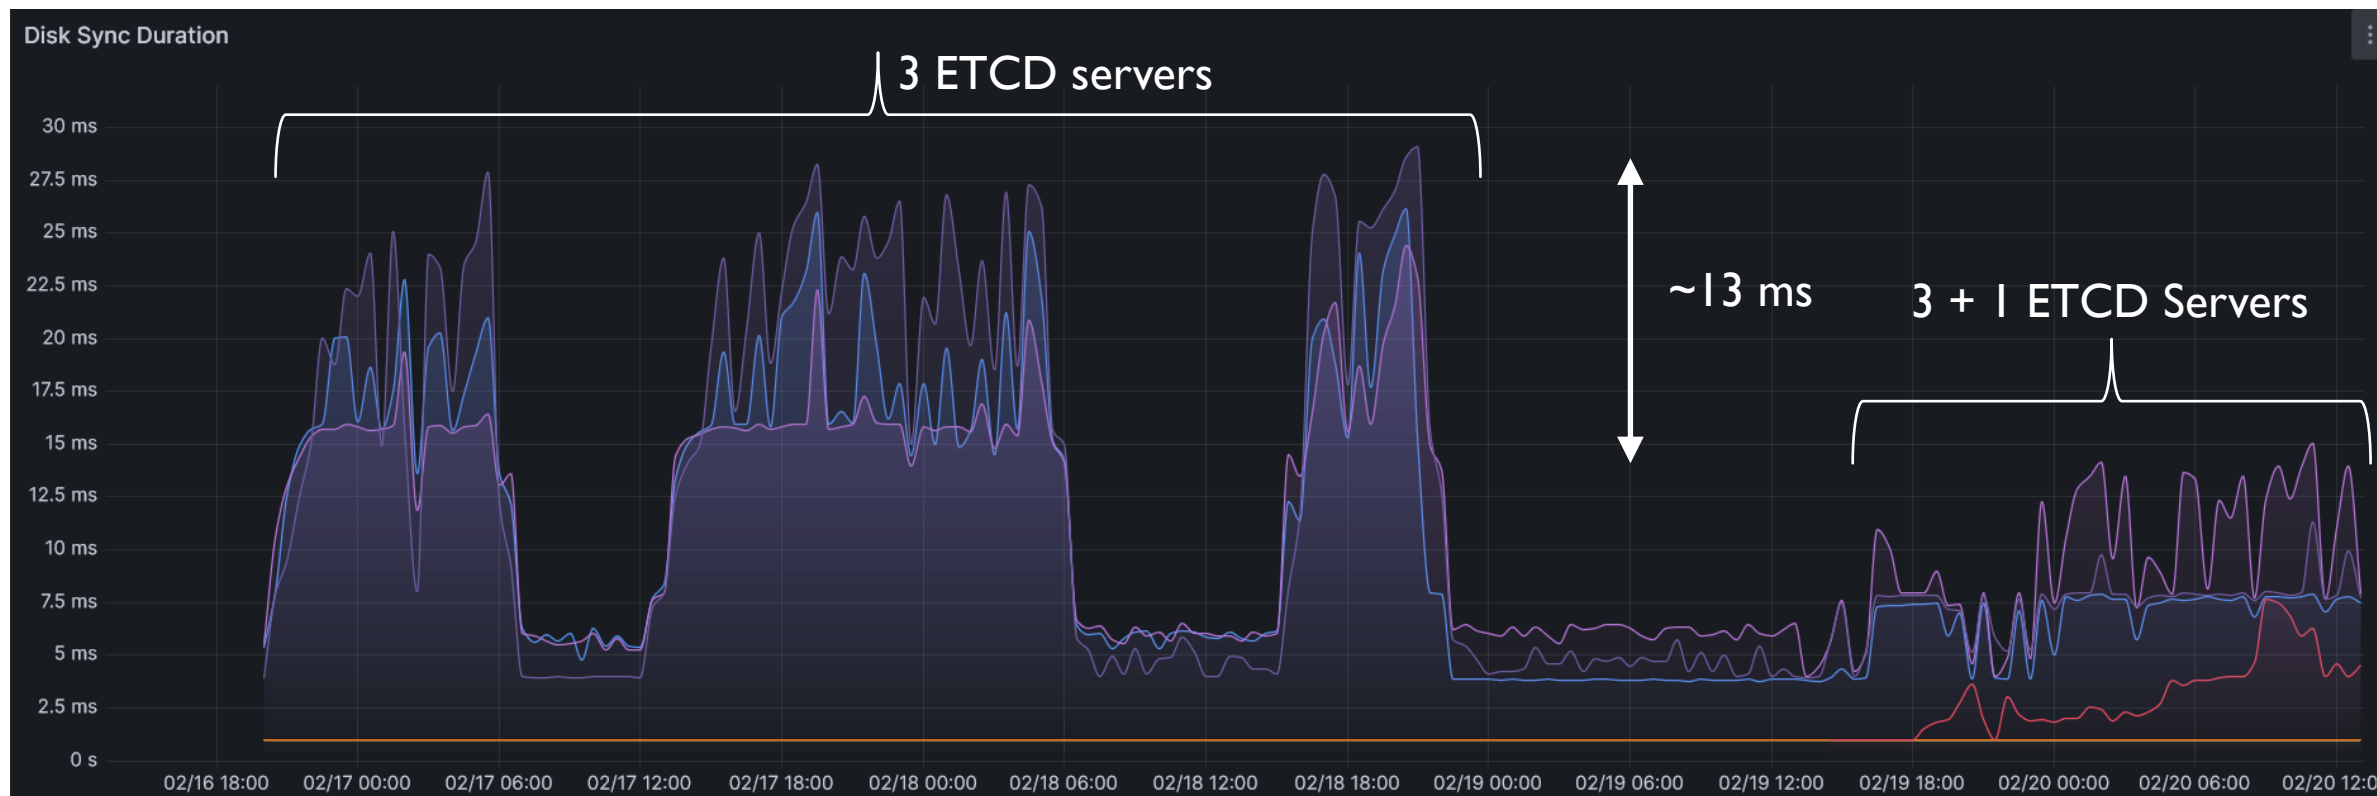 Disk Sync Duration
3 ETCD servers
30 ms
27.5 ms
25 ms
22.5 ms
20 ms
17.5 ms
15 ms
12.5 ms
10 ms
7.5 ms
5 ms
2.5 ms
0 s
~13 ms
3 + 1 ETCD Servers
02/16 18:00 02/17 00:00 02/17 06:00 02/17 12:00 02/17 18:00 02/18 00:00 02/18 06:00 02/18 12:00 02/18 18:00 02/19 00:00 02/19 06:00 02/19 12:00 02/19 18:00 02/20 00:00 02/20 06:00 02/20 12:0